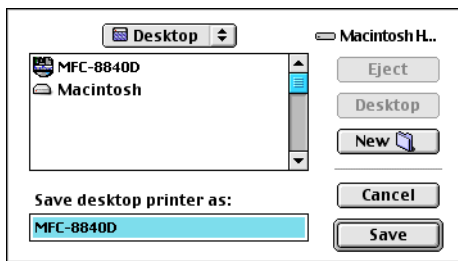 Desktop
Macintosh H...
MFC-8840D
Macintosh
Eject
Desktop
New
Save desktop printer as:
MFC-8840D
Cancel
Save